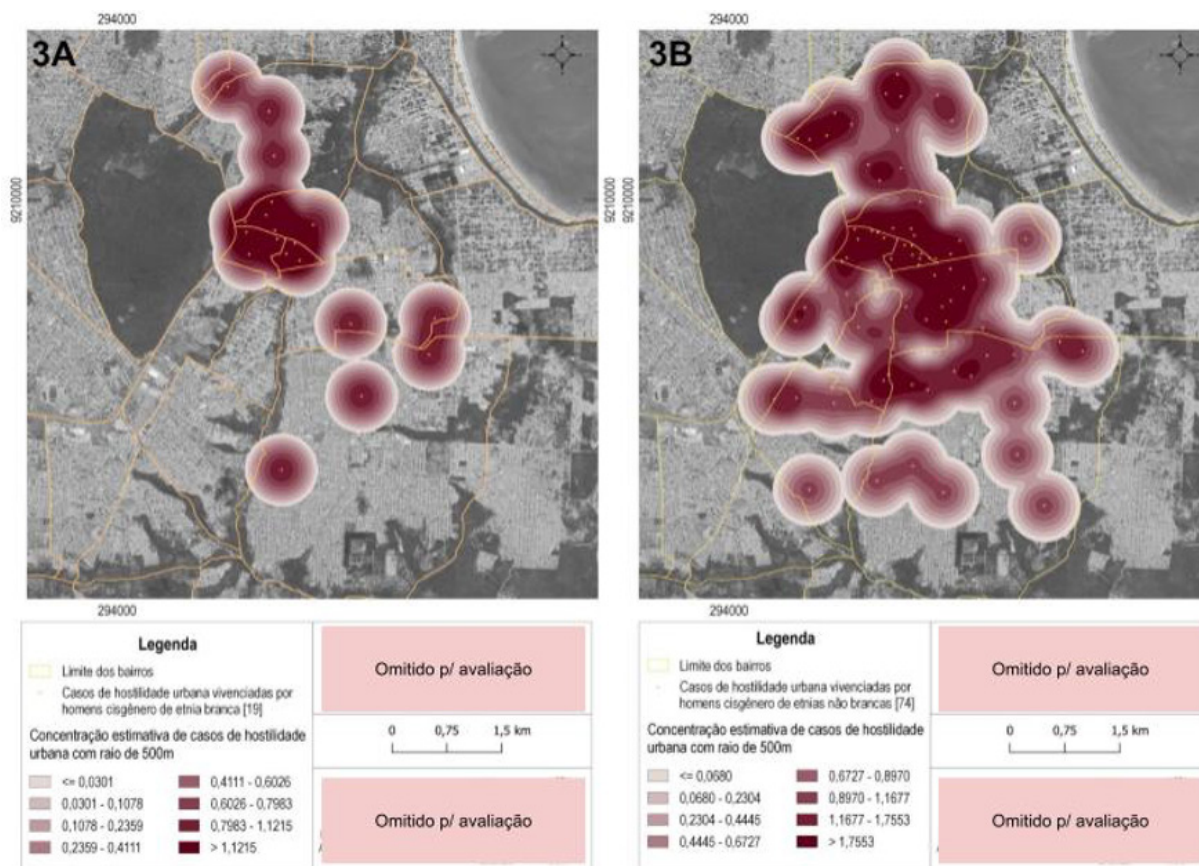 294000
294000
3A
3B
9210000
9210000
9210000
294000
294000
Legenda
Limite dos bairros
Casos de hostilidade urbana vivenciadas por
homens cisgênero de etnia branca [19]
Concentração estimativa de casos de hostilidade
urbana com raio de 500m
<= 0,0301
0,0301 - 0,1078
0,1078 - 0,2359
0,2359 - 0,4111
0,4111 - 0,6026
0,6026 - 0,7983
0,7983 - 1,1215
> 1,1215
Omitido p/ avaliação
0 0,75 1,5 km
Omitido p/ avaliação
Legenda
Limite dos bairros
Casos de hostilidade urbana vivenciadas por
homens cisgênero de etnias não brancas [74]
Concentração estimativa de casos de hostilidade
urbana com raio de 500m
<= 0,0680
0,0680 - 0,2304
0,2304 - 0,4445
0,4445 - 0,6727
0,6727 - 0,8970
0,8970 - 1,1677
1,1677 - 1,7553
> 1,7553
Omitido p/ avaliação
0 0,75 1,5 km
Omitido p/ avaliação